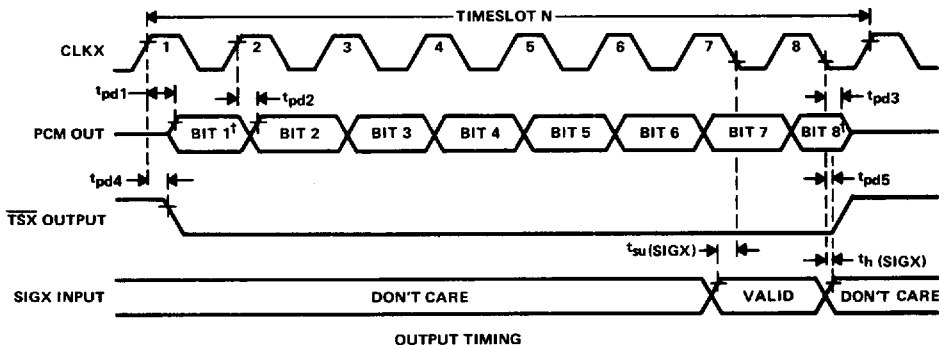 TIMESLOT N
CLKX 1 2 3 4 5 6 7 8
tpd1 tpd2 tpd3
PCM OUT BIT 1† BIT 2 BIT 3 BIT 4 BIT 5 BIT 6 BIT 7 BIT 8†
tpd4 tpd5
TSX OUTPUT
tsu(SIGX) th (SIGX)
SIGX INPUT DON'T CARE VALID DON'T CARE
OUTPUT TIMING